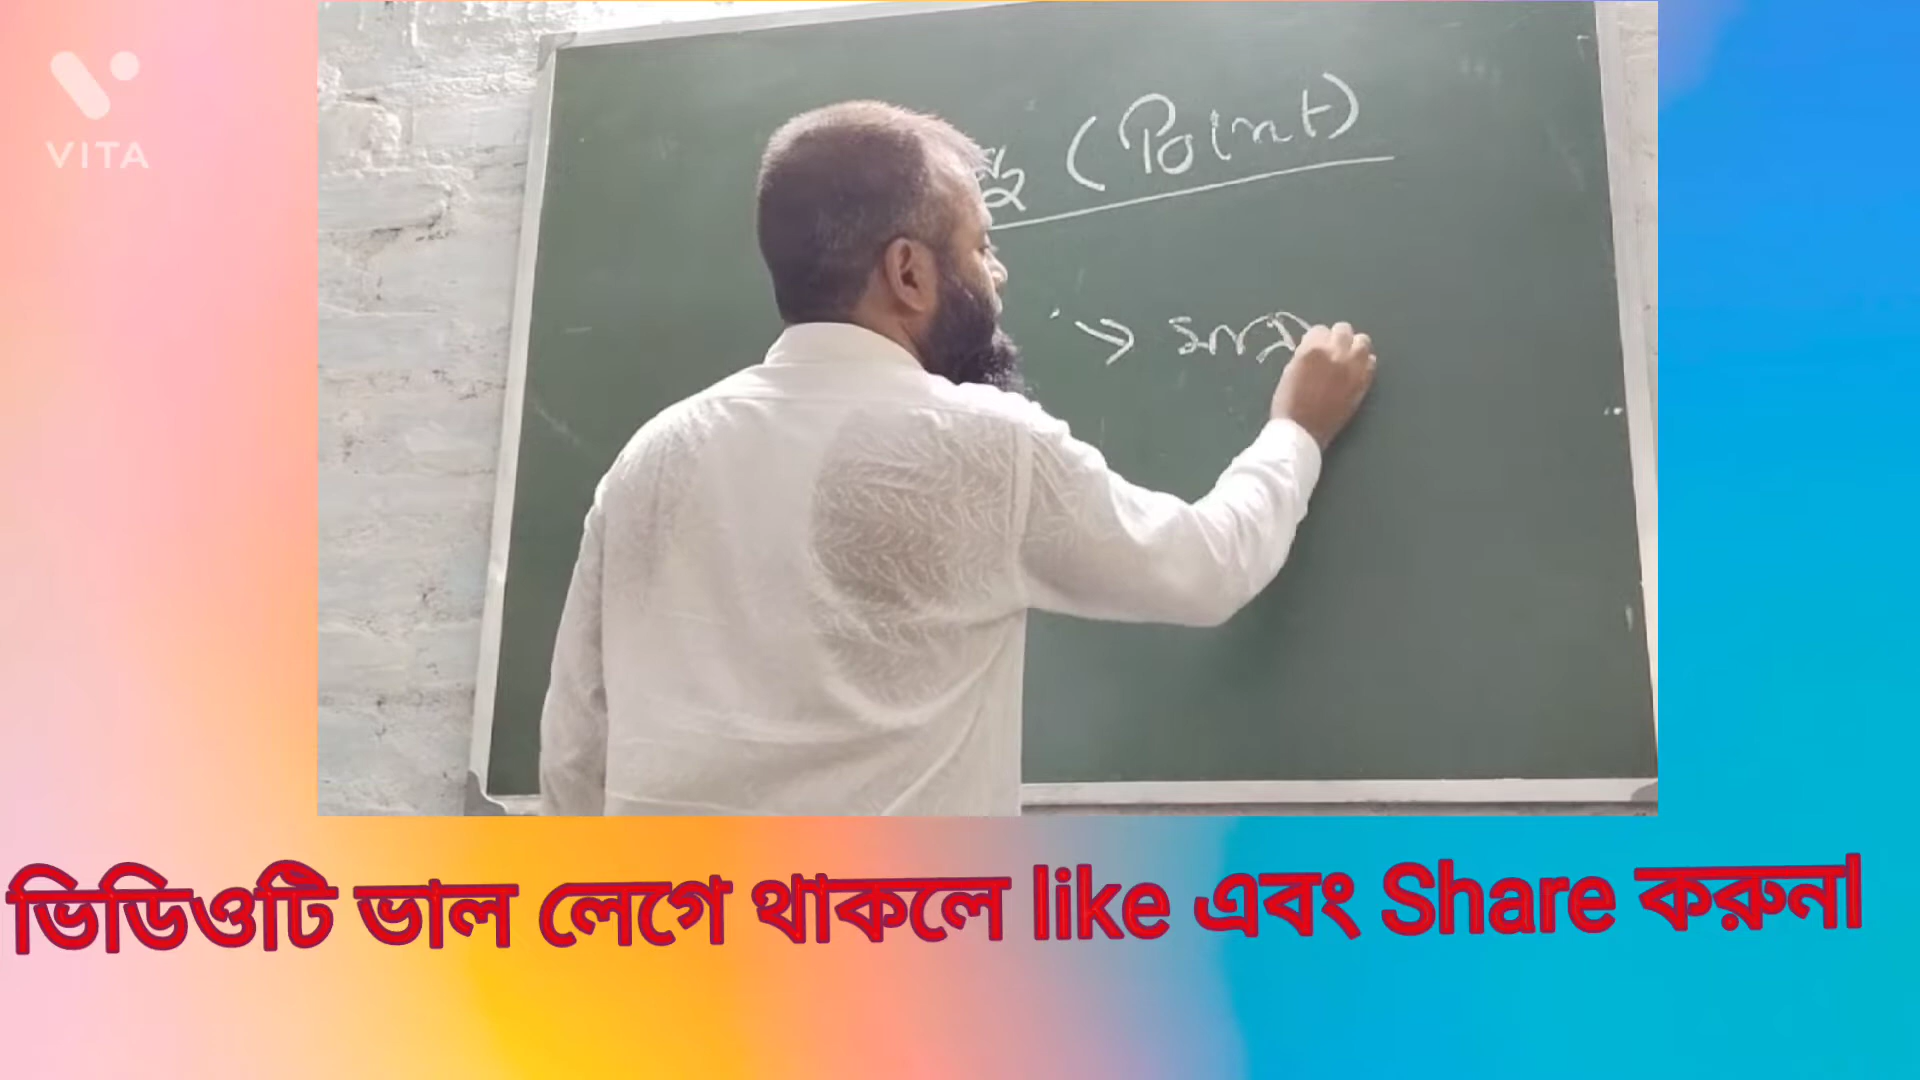 VITA
(Point)
ভিডিওটি ভাল লেগে থাকলে like এবং Share করুন।